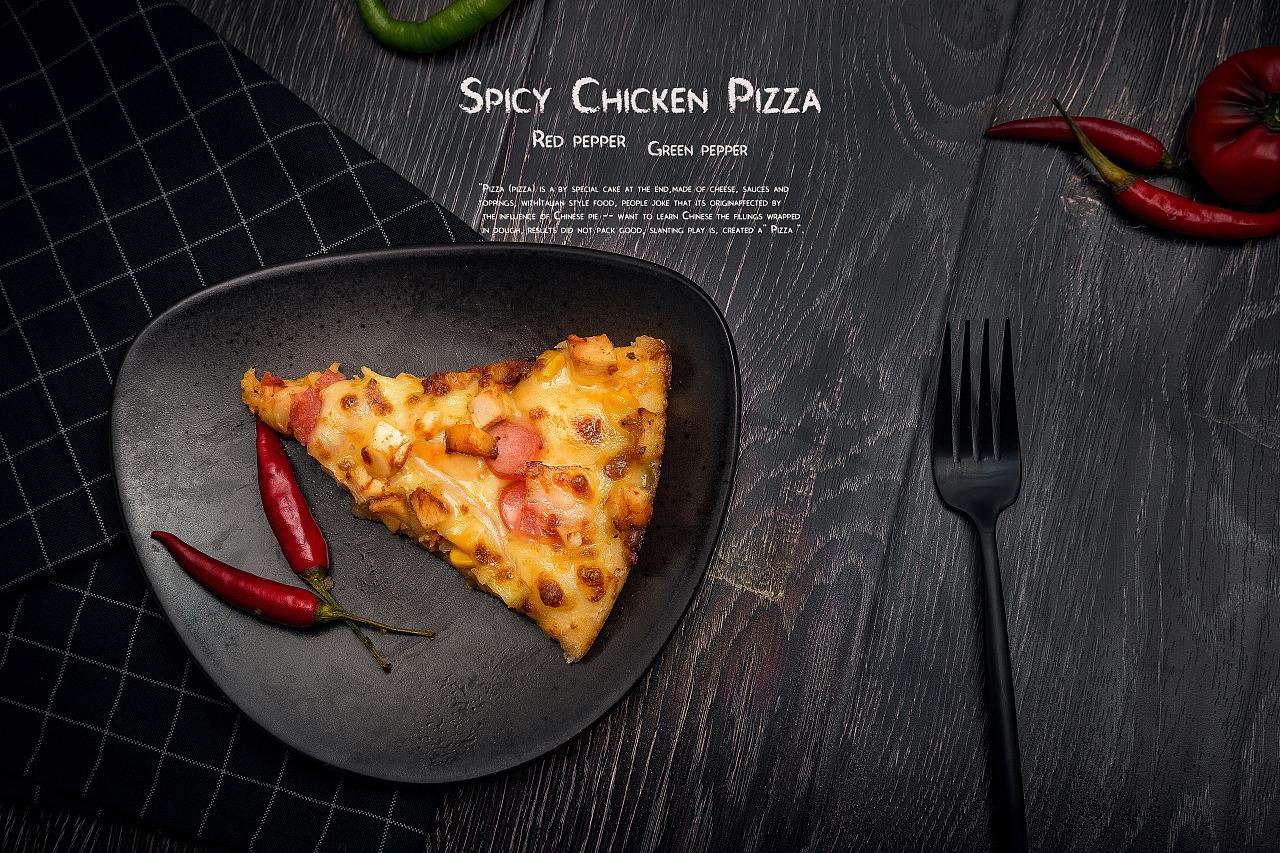 Spicy Chicken Pizza
Red pepper Green pepper
"Pizza (pizza) is a by special cake at the end,made of cheese, sauces and
toppings, withItalian style food, people joke that its originaffected by
the influence of Chinese pie -- want to learn Chinese the fillings wrapped
in dough, results did not pack good, slanting play is, created a" Pizza ".